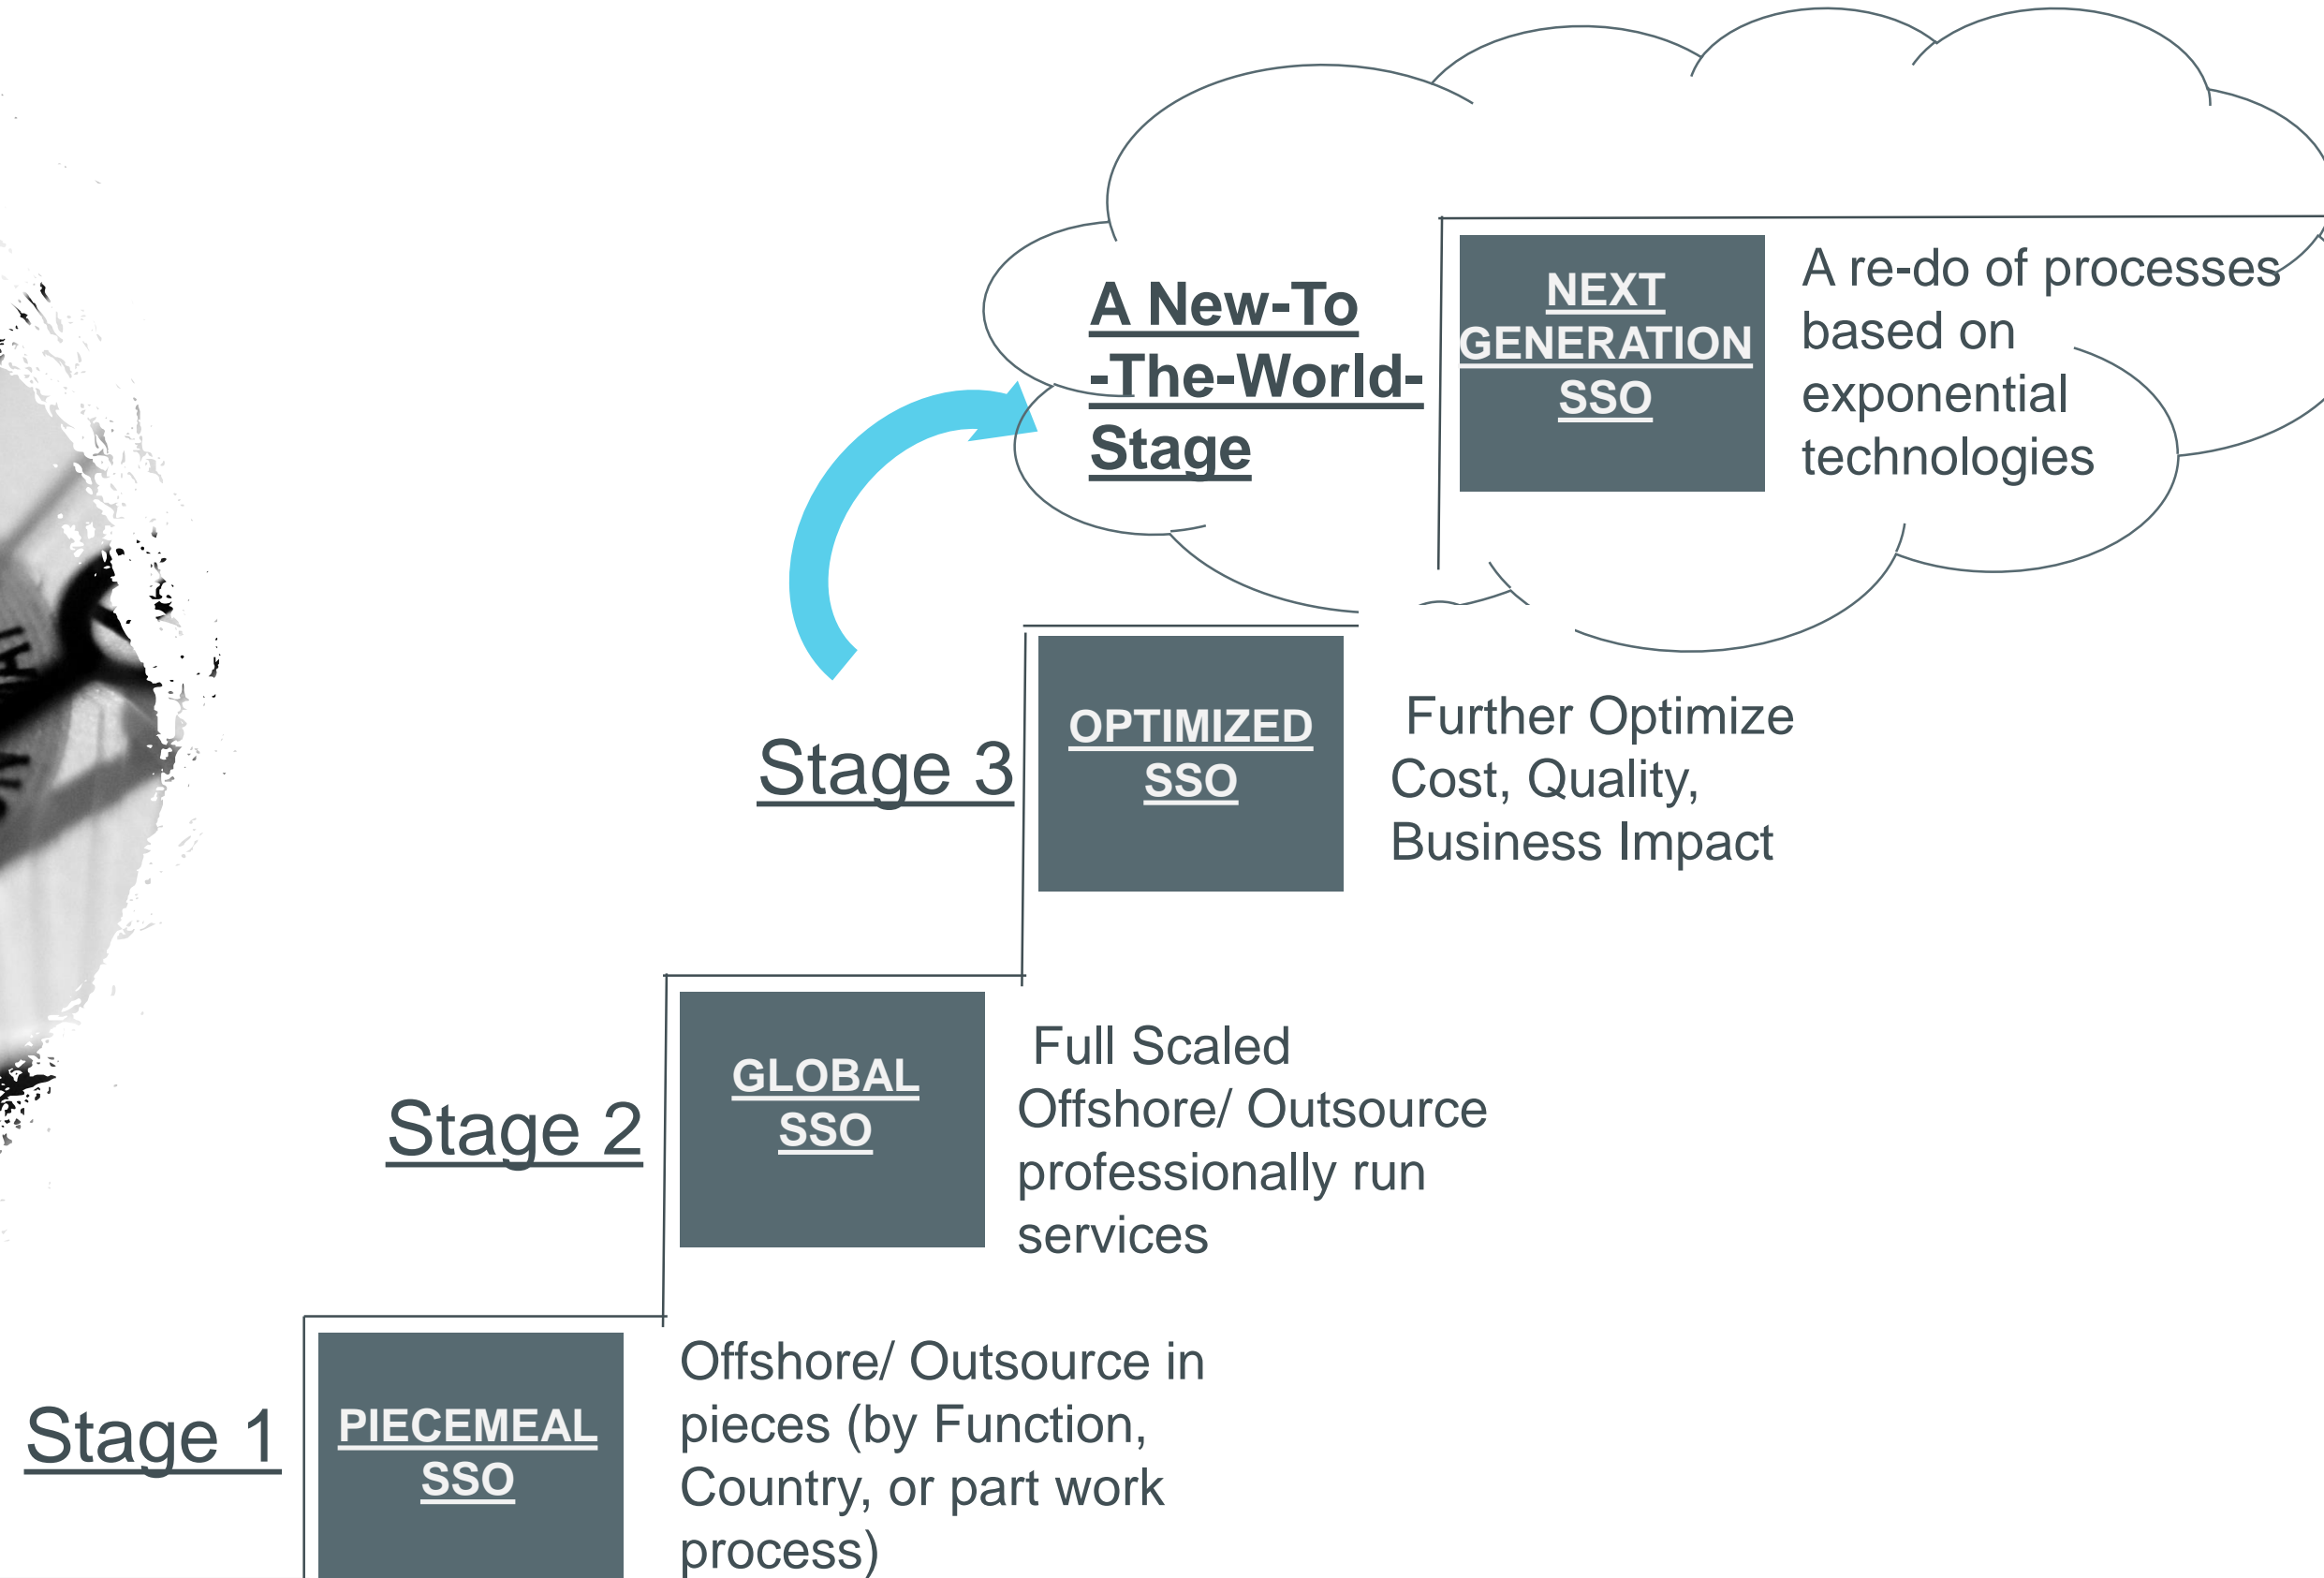 A New-To
-The-World-
Stage
NEXT
GENERATION
SSO
A re-do of processes
based on
exponential
technologies
Stage 3
OPTIMIZED
SSO
Further Optimize
Cost, Quality,
Business Impact
Stage 2
GLOBAL
SSO
Full Scaled
Offshore/ Outsource
professionally run
services
Stage 1
PIECEMEAL
SSO
Offshore/ Outsource in
pieces (by Function,
Country, or part work
process)